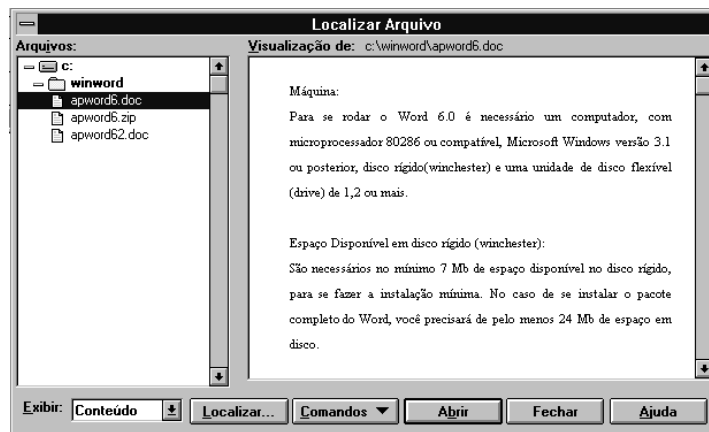 Localizar Arquivo
Arquivos:
Visualização de: c:\winword\apword6.doc
c:
winword
apword6.doc
apword6.zip
apword62.doc
Máquina:
Para se rodar o Word 6.0 é necessário um computador, com
microprocessador 80286 ou compatível, Microsoft Windows versão 3.1
ou posterior, disco rígido(winchester) e uma unidade de disco flexível
(drive) de 1,2 ou mais.
Espaço Disponível em disco rígido (winchester):
São necessários no mínimo 7 Mb de espaço disponível no disco rígido,
para se fazer a instalação mínima. No caso de se instalar o pacote
completo do Word, você precisará de pelo menos 24 Mb de espaço em
disco.
Exibir: Conteúdo Localizar... Comandos Abrir Fechar Ajuda